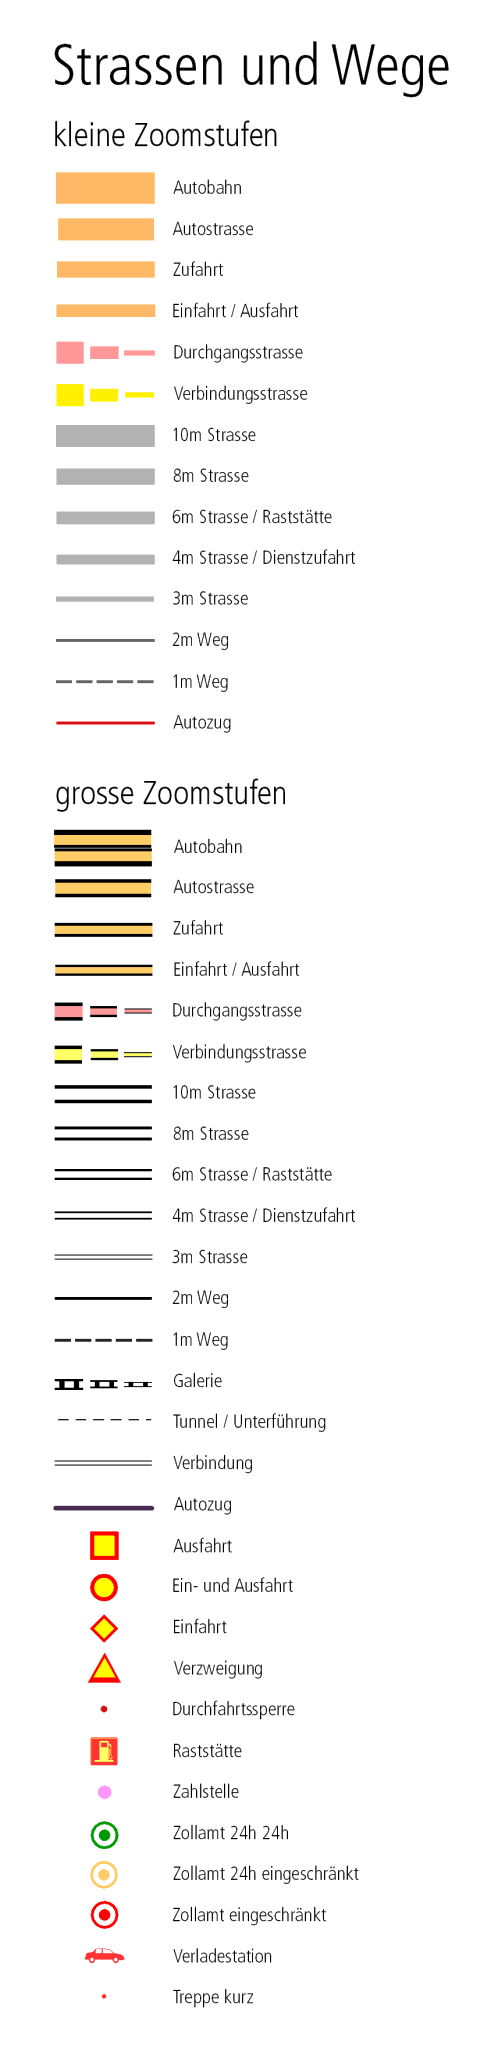 Strassen und Wege
kleine Zoomstufen
Autobahn
Autostrasse
Zufahrt
Einfahrt / Ausfahrt
Durchgangsstrasse
Verbindungsstrasse
10m Strasse
8m Strasse
6m Strasse / Raststätte
4m Strasse / Dienstzufahrt
3m Strasse
2m Weg
1m Weg
Autozug
grosse Zoomstufen
Autobahn
Autostrasse
Zufahrt
Einfahrt / Ausfahrt
Durchgangsstrasse
Verbindungsstrasse
10m Strasse
8m Strasse
6m Strasse / Raststätte
4m Strasse / Dienstzufahrt
3m Strasse
2m Weg
1m Weg
Galerie
Tunnel / Unterführung
Verbindung
Autozug
Ausfahrt
Ein- und Ausfahrt
Einfahrt
Verzweigung
Durchfahrtssperre
Raststätte
Zahlstelle
Zollamt 24h 24h
Zollamt 24h eingeschränkt
Zollamt eingeschränkt
Verladestation
Treppe kurz